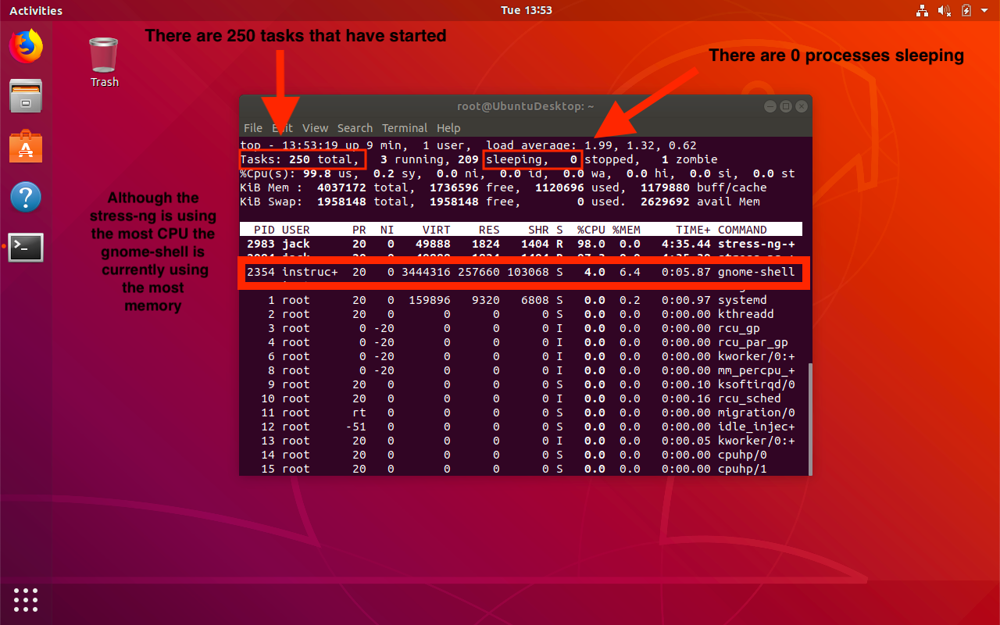 Activities
Tue 13:53
There are 250 tasks that have started
There are 0 processes sleeping
Trash
root@UbuntuDesktop: ~
File Edit View Search Terminal Help
top - 13:53:19 up 9 min, 1 user, load average: 1.99, 1.32, 0.62
Tasks: 250 total, 3 running, 209 sleeping, 0 stopped, 1 zombie
%Cpu(s): 99.8 us, 0.2 sy, 0.0 ni, 0.0 id, 0.0 wa, 0.0 hi, 0.0 si, 0.0 st
KiB Mem : 4037172 total, 1736596 free, 1120696 used, 1179880 buff/cache
KiB Swap: 1958148 total, 1958148 free, 0 used. 2629692 avail Mem
Although the
stress-ng is using
the most CPU the
gnome-shell is
currently using
the most
memory
PID USER PR NI VIRT RES SHR S %CPU %MEM TIME+ COMMAND
2983 jack 20 0 49888 1824 1404 R 98.0 0.0 4:35.44 stress-ng-+
2354 instruc+ 20 0 3444316 257660 103068 S 4.0 6.4 0:05.87 gnome-shell
1 root 20 0 159896 9320 6808 S 0.0 0.2 0:00.97 systemd
2 root 20 0 0 0 0 S 0.0 0.0 0:00.00 kthreadd
3 root 0 -20 0 0 0 I 0.0 0.0 0:00.00 rcu_gp
4 root 0 -20 0 0 0 I 0.0 0.0 0:00.00 rcu_par_gp
6 root 0 -20 0 0 0 I 0.0 0.0 0:00.00 kworker/0:+
8 root 0 -20 0 0 0 I 0.0 0.0 0:00.00 mm_percpu_+
9 root 20 0 0 0 0 S 0.0 0.0 0:00.10 ksoftirqd/0
10 root 20 0 0 0 0 I 0.0 0.0 0:00.16 rcu_sched
11 root rt 0 0 0 0 S 0.0 0.0 0:00.00 migration/0
12 root -51 0 0 0 0 S 0.0 0.0 0:00.00 idle_injec+
13 root 20 0 0 0 0 I 0.0 0.0 0:00.05 kworker/0:+
14 root 20 0 0 0 0 S 0.0 0.0 0:00.00 cpuhp/0
15 root 20 0 0 0 0 S 0.0 0.0 0:00.00 cpuhp/1